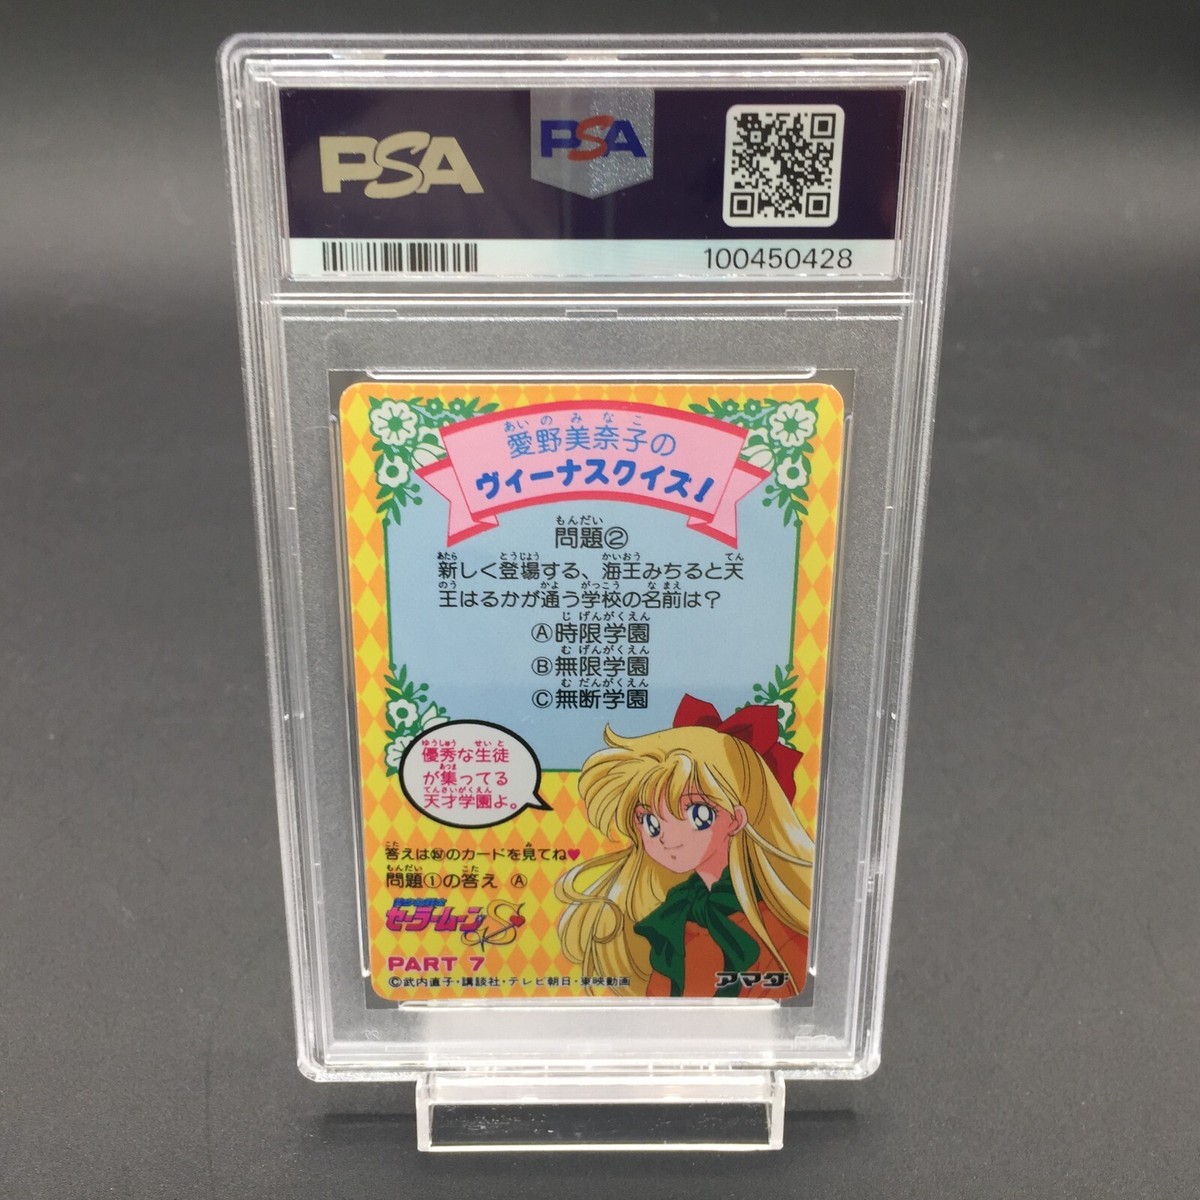 PSA
PSA
100450428
あいのみなこ
愛野美奈子の
ヴィーナスクイズ!
もんだい
問題②
あたら とうじょう かいおう てん
新しく登場する、海王みちると天
のう かよ がっこう なまえ
王はるかが通う学校の名前は?
じげんがくえん
Ⓐ時限学園
むげんがくえん
Ⓑ無限学園
むだんがくえん
Ⓒ無断学園
ゆうしゅう せいと
優秀な生徒
あつま
が集ってる
てんさいがくえん
天才学園よ。
こた み
答えは のカードを見てね♥
もんだい こた
問題①の答え Ⓐ
美少女戦士
セーラームーンS
PART 7
©武内直子・講談社・テレビ朝日・東映動画
アマダ